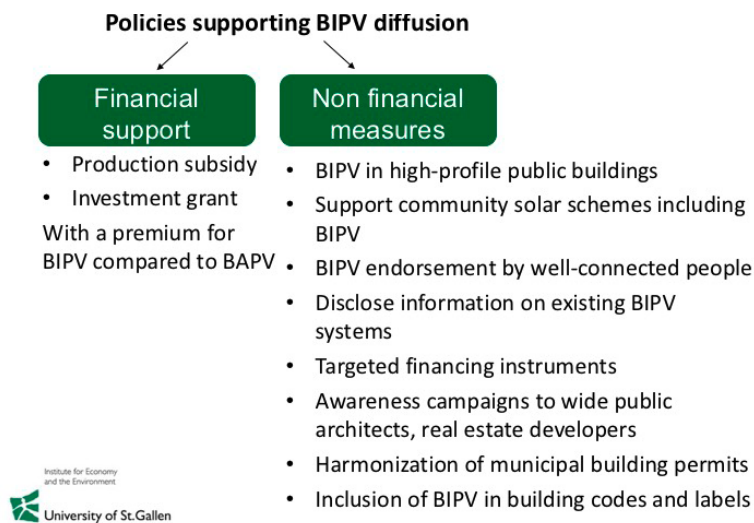 Policies supporting BIPV diffusion
Financial
support
• Production subsidy
• Investment grant
With a premium for
BIPV compared to BAPV
Non financial
measures
• BIPV in high-profile public buildings
• Support community solar schemes including
BIPV
• BIPV endorsement by well-connected people
• Disclose information on existing BIPV
systems
• Targeted financing instruments
• Awareness campaigns to wide public
architects, real estate developers
• Harmonization of municipal building permits
• Inclusion of BIPV in building codes and labels
Institute for Economy
and the Environment
University of St.Gallen